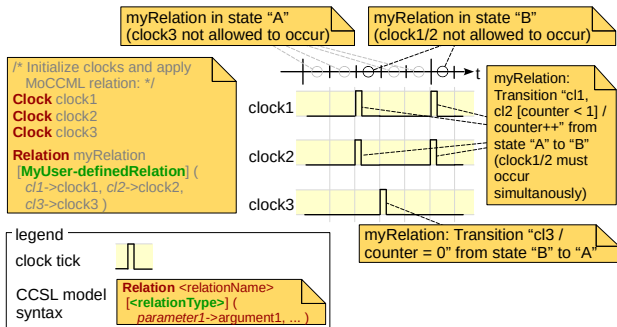 myRelation in state “A”
(clock3 not allowed to occur)
myRelation in state “B”
(clock1/2 not allowed to occur)
/* Initialize clocks and apply
MoCCML relation: */
Clock clock1
Clock clock2
Clock clock3
Relation myRelation
[MyUser-definedRelation] (
cl1->clock1, cl2->clock2,
cl3->clock3 )
t
clock1
clock2
clock3
myRelation:
Transition “cl1,
cl2 [counter < 1] /
counter++” from
state “A” to “B”
(clock1/2 must
occur
simultanously)
myRelation: Transition “cl3 /
counter = 0” from state “B” to “A”
legend
clock tick
CCSL model
syntax
Relation <relationName>
[<relationType>] (
parameter1->argument1, ... )